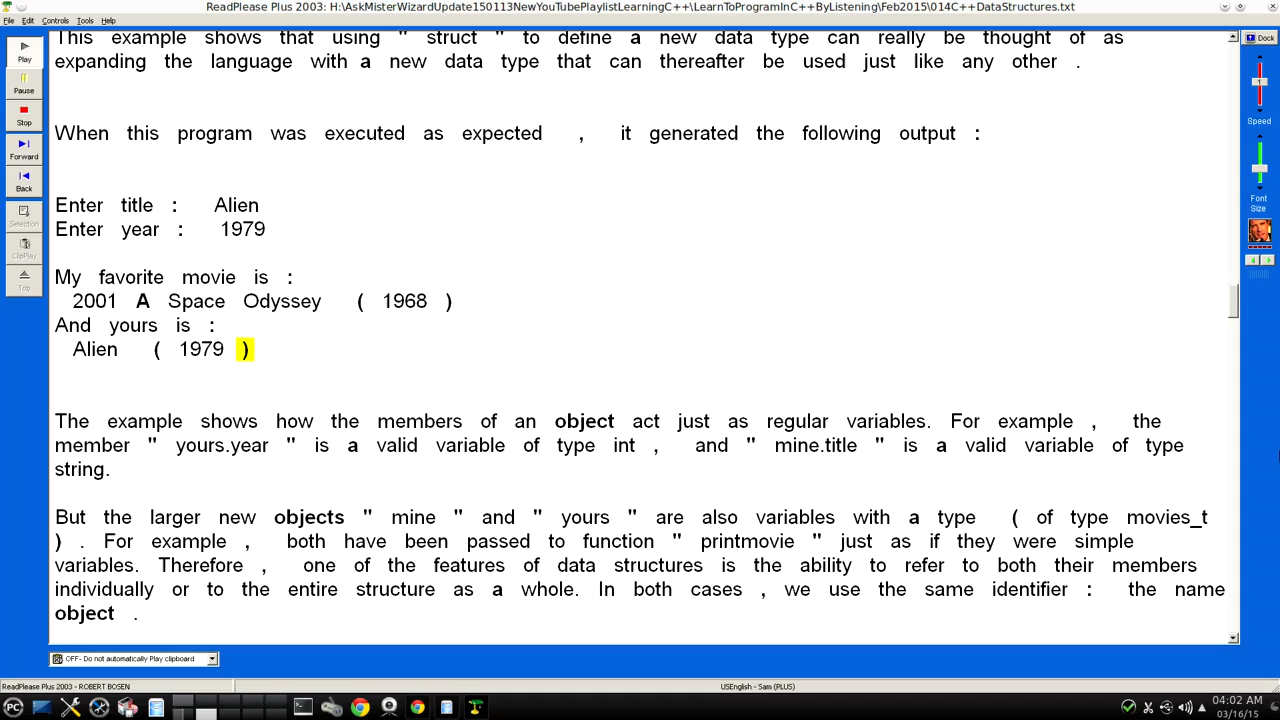 ReadPlease Plus 2003: H:\AskMisterWizardUpdate150113NewYouTubePlaylistLearningC++\LearnToProgramInC++ByListening\Feb2015\014C++DataStructures.txt
File Edit Controls Tools Help
Dock
This example shows that using " struct " to define a new data type can really be thought of as
expanding the language with a new data type that can thereafter be used just like any other .
Play
Pause
Stop
Forward
Back
Selection
ClipPlay
Top
Speed
Font
Size
When this program was executed as expected , it generated the following output :
Enter title : Alien
Enter year : 1979
My favorite movie is :
2001 A Space Odyssey ( 1968 )
And yours is :
Alien ( 1979 )
The example shows how the members of an object act just as regular variables. For example , the
member " yours.year " is a valid variable of type int , and " mine.title " is a valid variable of type
string.
But the larger new objects " mine " and " yours " are also variables with a type ( of type movies_t
) . For example , both have been passed to function " printmovie " just as if they were simple
variables. Therefore , one of the features of data structures is the ability to refer to both their members
individually or to the entire structure as a whole. In both cases , we use the same identifier : the name
object .
OFF- Do not automatically Play clipboard
ReadPlease Plus 2003 - ROBERT BOSEN
USEnglish - Sam (PLUS)
PC
04:02 AM
03/16/15